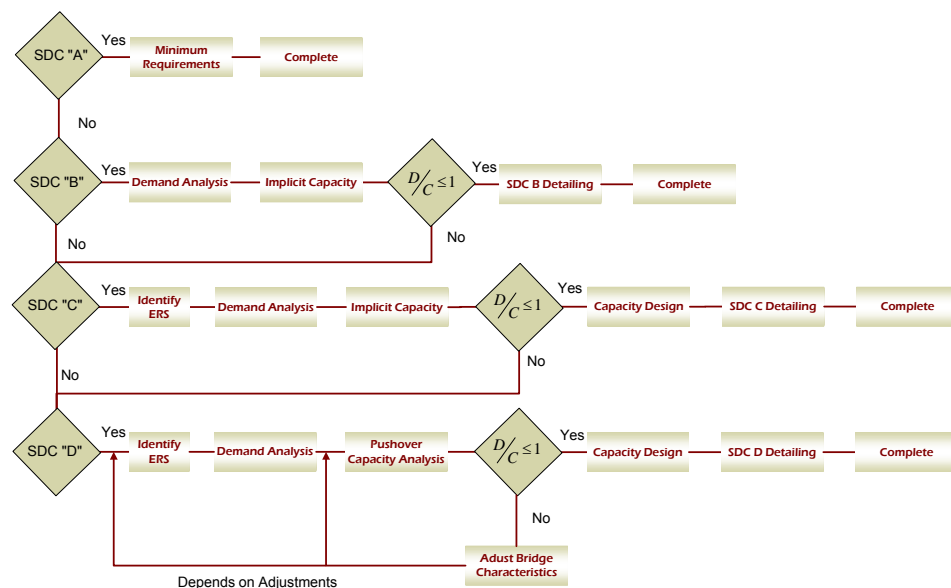 Yes
SDC "A"
Minimum
Requirements
Complete
No
Yes
SDC "B"
Demand Analysis
Implicit Capacity
D/C ≤ 1
Yes
SDC B Detailing
Complete
No
No
Yes
SDC "C"
Identify
ERS
Demand Analysis
Implicit Capacity
D/C ≤ 1
Yes
Capacity Design
SDC C Detailing
Complete
No
No
Yes
SDC "D"
Identify
ERS
Demand Analysis
Pushover
Capacity Analysis
D/C ≤ 1
Yes
Capacity Design
SDC D Detailing
Complete
No
Adust Bridge
Characteristics
Depends on Adjustments